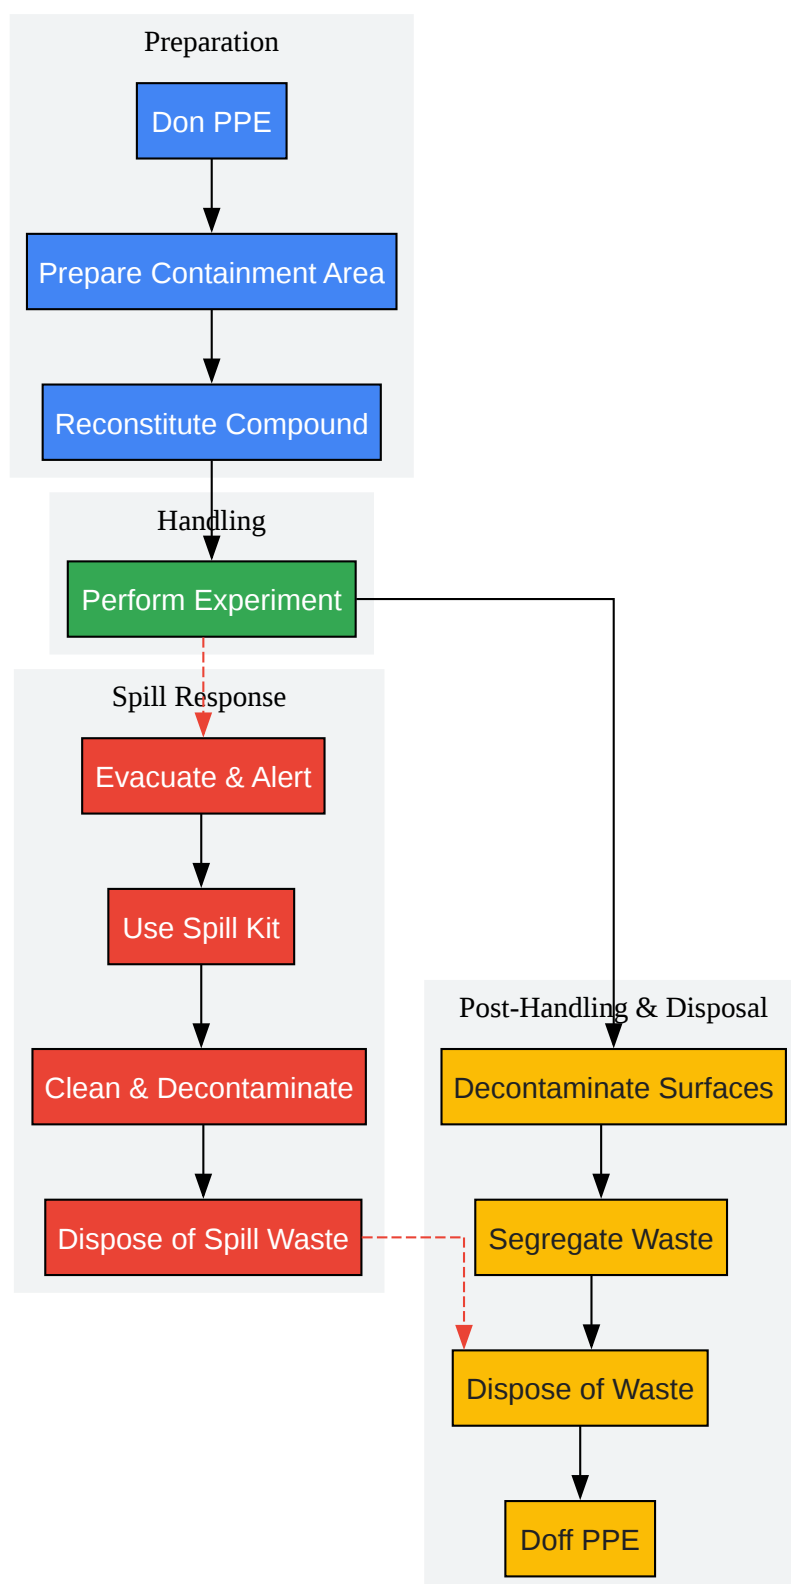 Preparation
Don PPE
Prepare Containment Area
Reconstitute Compound
Handling
Perform Experiment
Spill Response
Evacuate & Alert
Use Spill Kit
Clean & Decontaminate
Dispose of Spill Waste
Post-Handling & Disposal
Decontaminate Surfaces
Segregate Waste
Dispose of Waste
Doff PPE